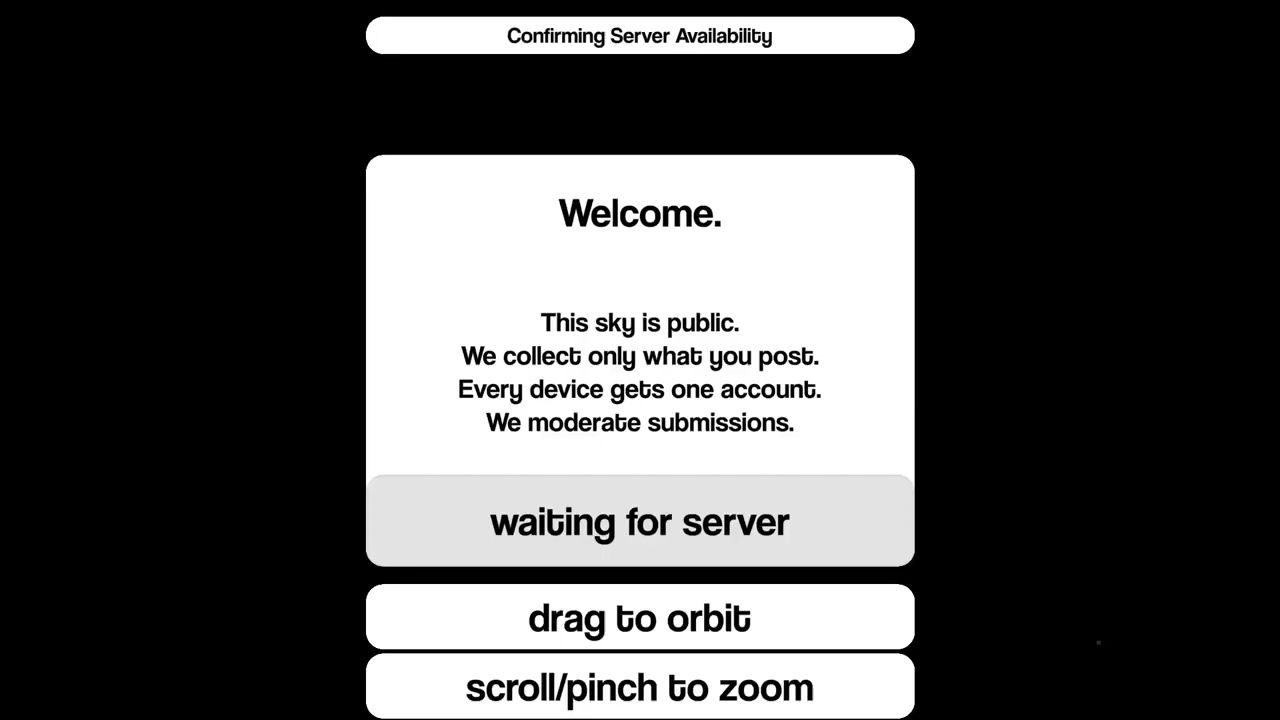 Confirming Server Availability
Welcome.
This sky is public.
We collect only what you post.
Every device gets one account.
We moderate submissions.
waiting for server
drag to orbit
scroll/pinch to zoom